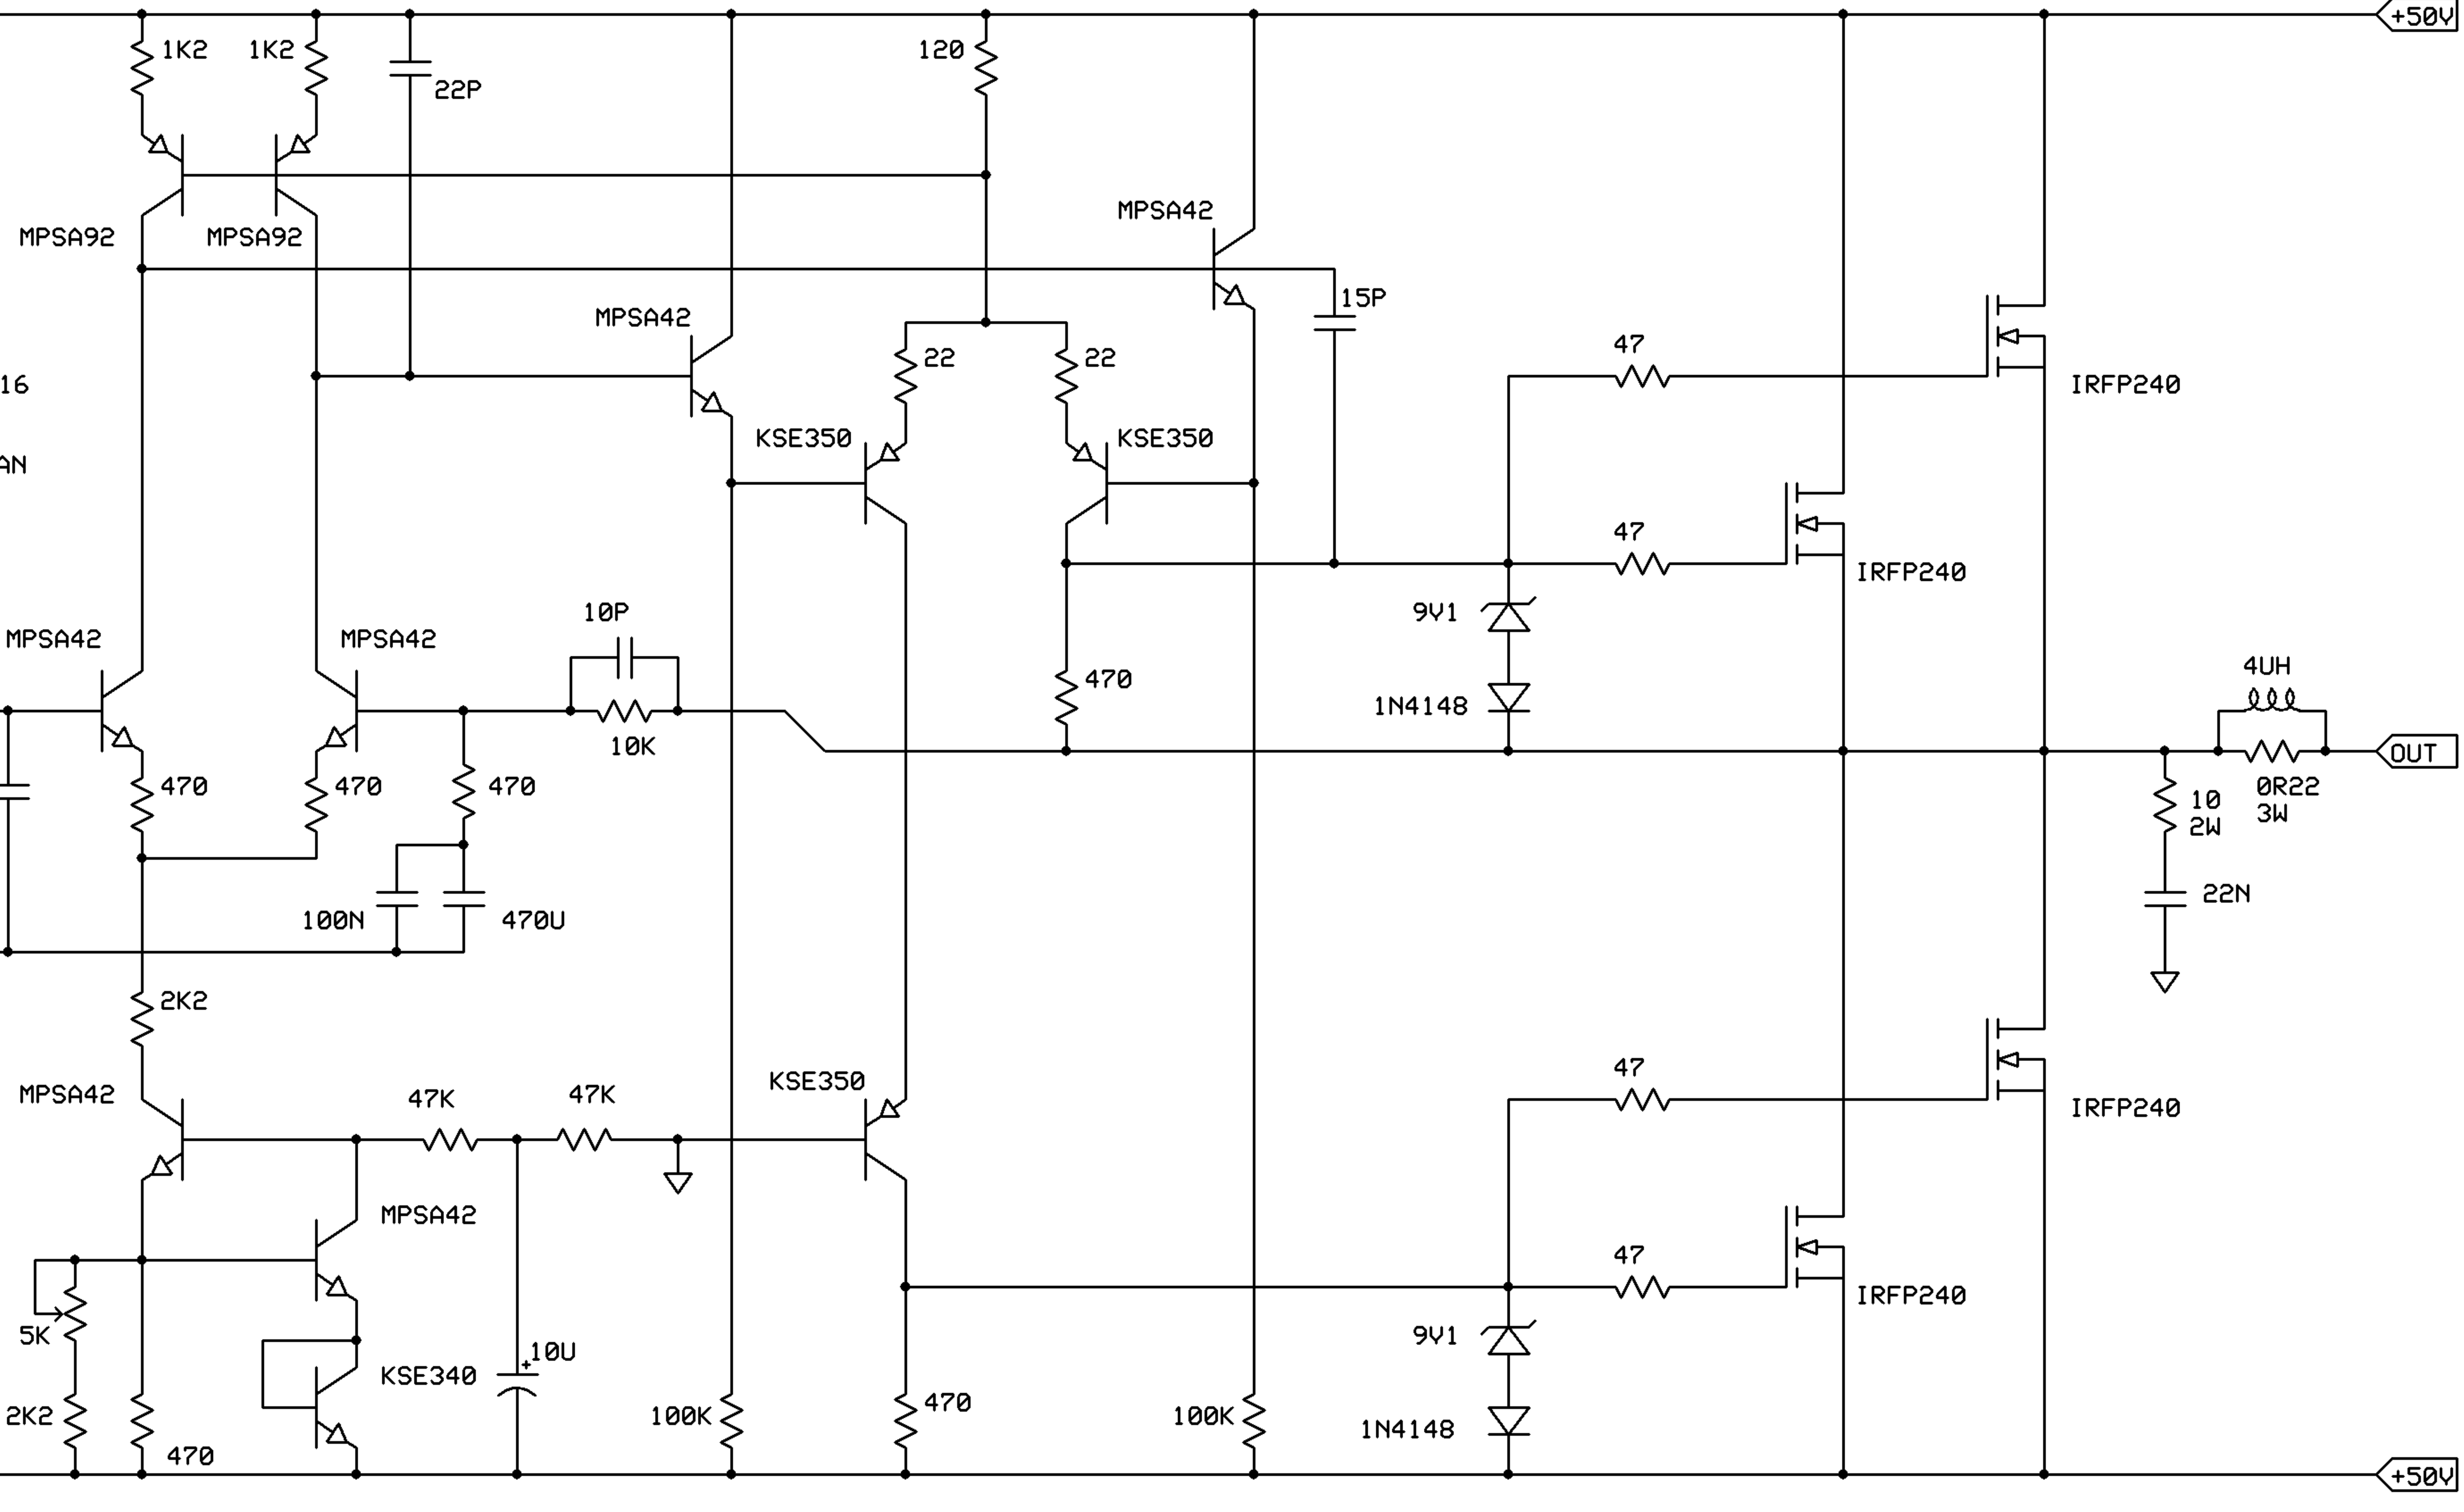 +50V
1K2
1K2
120
22P
MPSA42
MPSA92
MPSA92
15P
MPSA42
47
22
22
16
IRFP240
KSE350
KSE350
AN
47
IRFP240
10P
9V1
MPSA42
MPSA42
4UH
470
1N4148
10K
OUT
470
470
470
0R22
3W
10
2W
100N
470U
22N
2K2
47
KSE350
MPSA42
47K
47K
IRFP240
MPSA42
47
IRFP240
5K
+10U
9V1
KSE340
470
2K2
100K
100K
1N4148
470
+50V